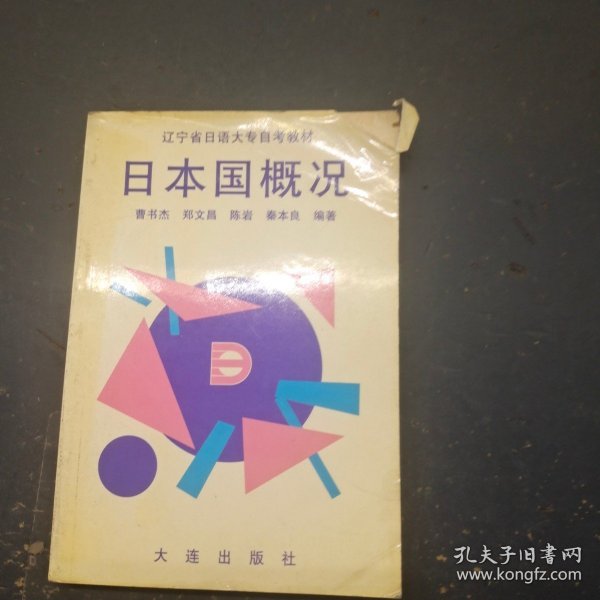 辽宁省日语大专自考教材
日本国概况
曹书杰 郑文昌 陈岩 秦本良 编著
大连出版社
孔夫子旧书网
www.kongfz.com